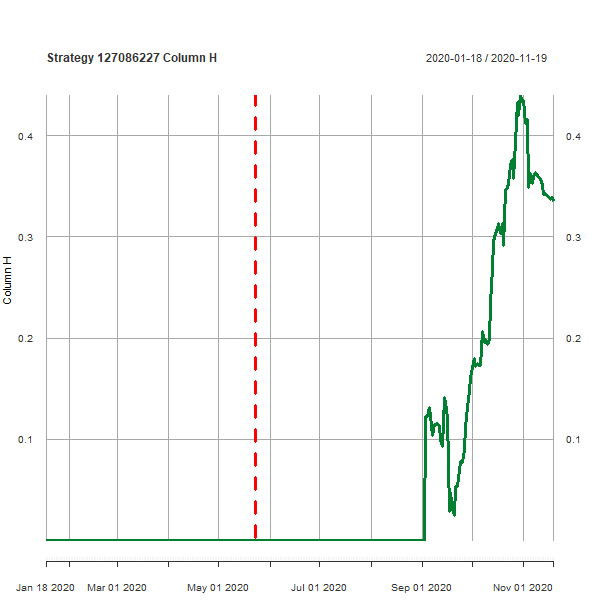 Strategy 127086227 Column H
2020-01-18 / 2020-11-19
0.4
0.4
0.3
0.3
Column H
0.2
0.2
0.1
0.1
Jan 18 2020
Mar 01 2020
May 01 2020
Jul 01 2020
Sep 01 2020
Nov 01 2020